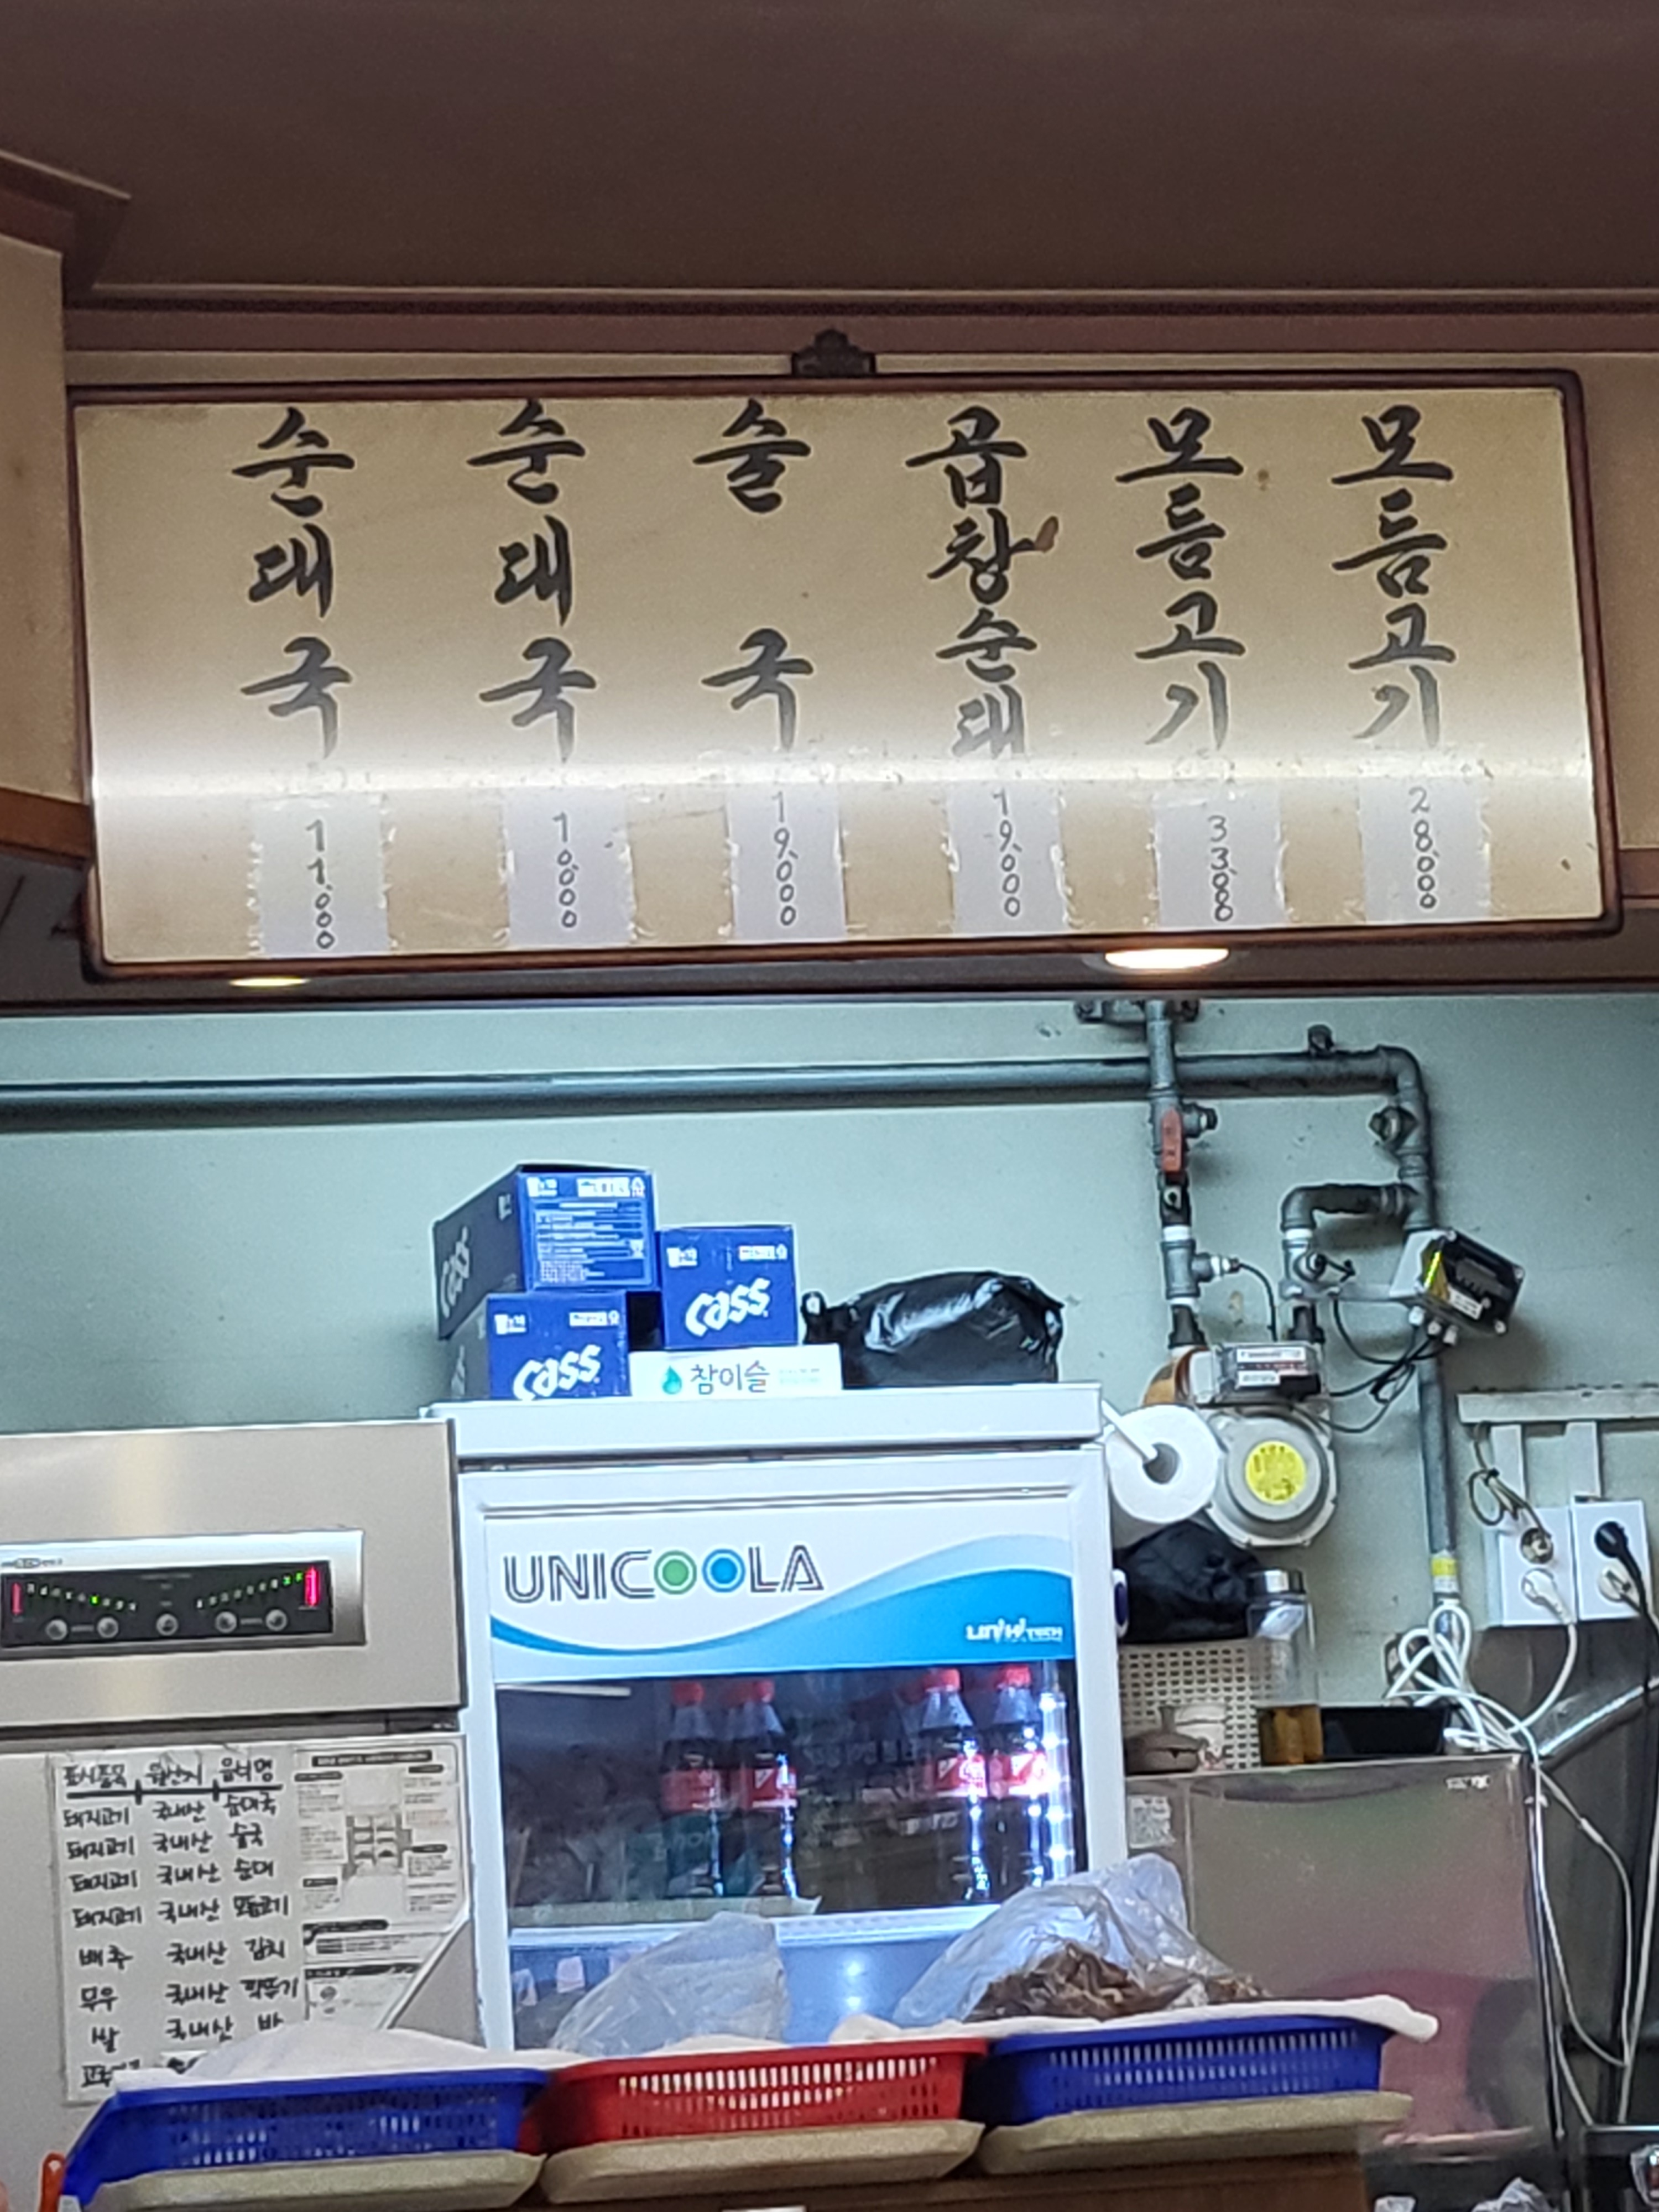 순대국 11,000
순대국 10,000
술국 19,000
곱창순대 19,000
모듬고기 33,000
모듬고기 28,000
Cass
Cass
Cass
참이슬
UNICOOLA
UNIHTECH
표시품목 원산지 음식명
돼지고기 국내산 순대국
돼지고기 국내산 술국
돼지고기 국내산 순대
돼지고기 국내산 모듬고기
배추 국내산 김치
무우 국내산 깍뚜기
쌀 국내산 밥